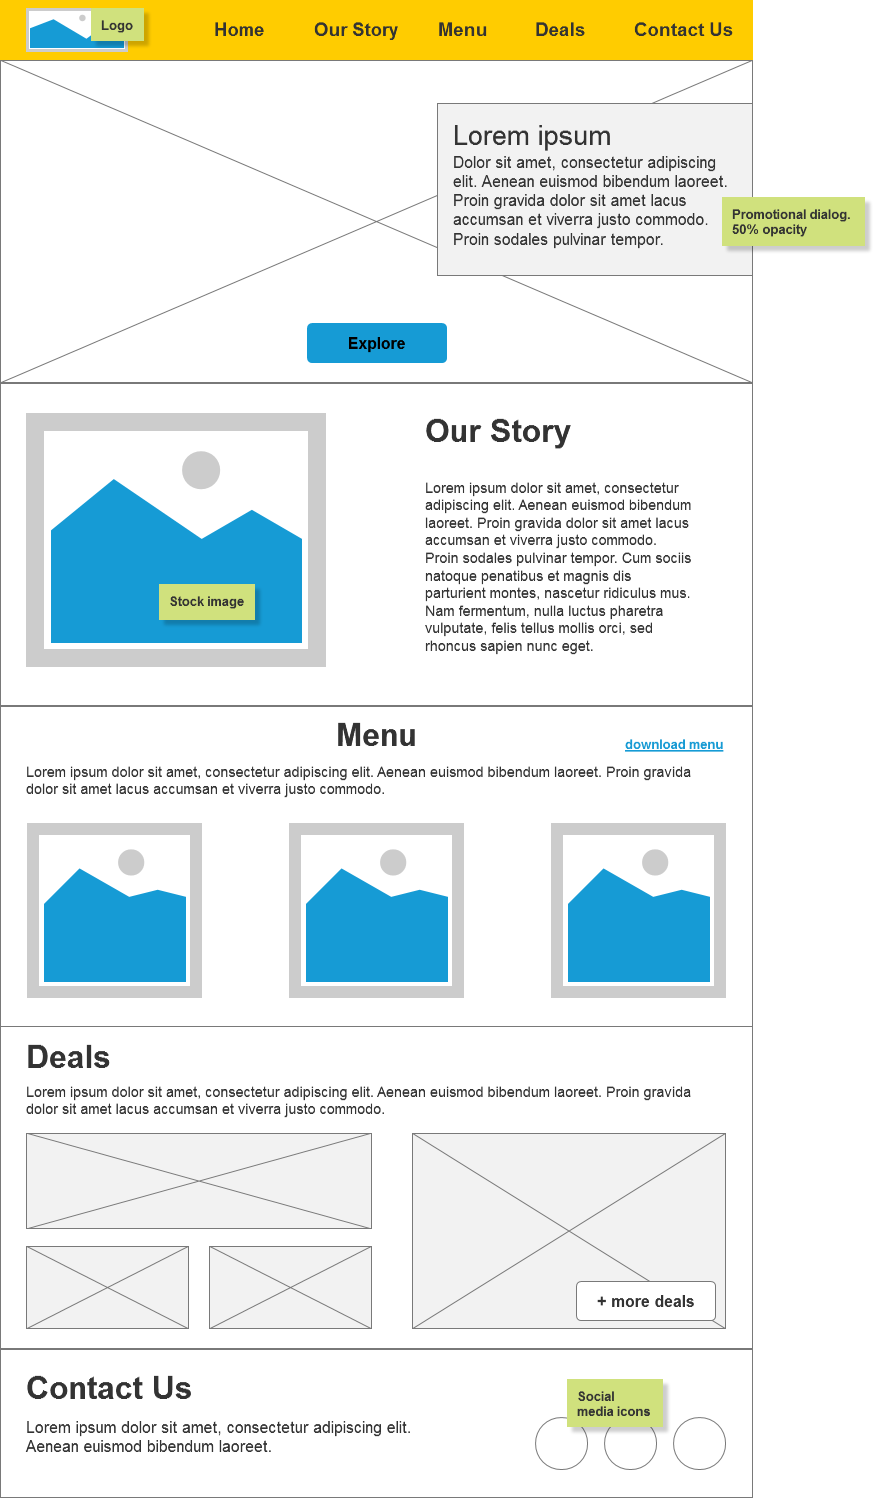 Logo
Home
Our Story
Menu
Deals
Contact Us
Lorem ipsum
Dolor sit amet, consectetur adipiscing
elit. Aenean euismod bibendum laoreet.
Proin gravida dolor sit amet lacus
accumsan et viverra justo commodo.
Proin sodales pulvinar tempor.
Promotional dialog.
50% opacity
Explore
Our Story
Lorem ipsum dolor sit amet, consectetur
adipiscing elit. Aenean euismod bibendum
laoreet. Proin gravida dolor sit amet lacus
accumsan et viverra justo commodo.
Proin sodales pulvinar tempor. Cum sociis
natoque penatibus et magnis dis
parturient montes, nascetur ridiculus mus.
Nam fermentum, nulla luctus pharetra
vulputate, felis tellus mollis orci, sed
rhoncus sapien nunc eget.
Stock image
Menu
download menu
Lorem ipsum dolor sit amet, consectetur adipiscing elit. Aenean euismod bibendum laoreet. Proin gravida
dolor sit amet lacus accumsan et viverra justo commodo.
Deals
Lorem ipsum dolor sit amet, consectetur adipiscing elit. Aenean euismod bibendum laoreet. Proin gravida
dolor sit amet lacus accumsan et viverra justo commodo.
+ more deals
Contact Us
Lorem ipsum dolor sit amet, consectetur adipiscing elit.
Aenean euismod bibendum laoreet.
Social
media icons